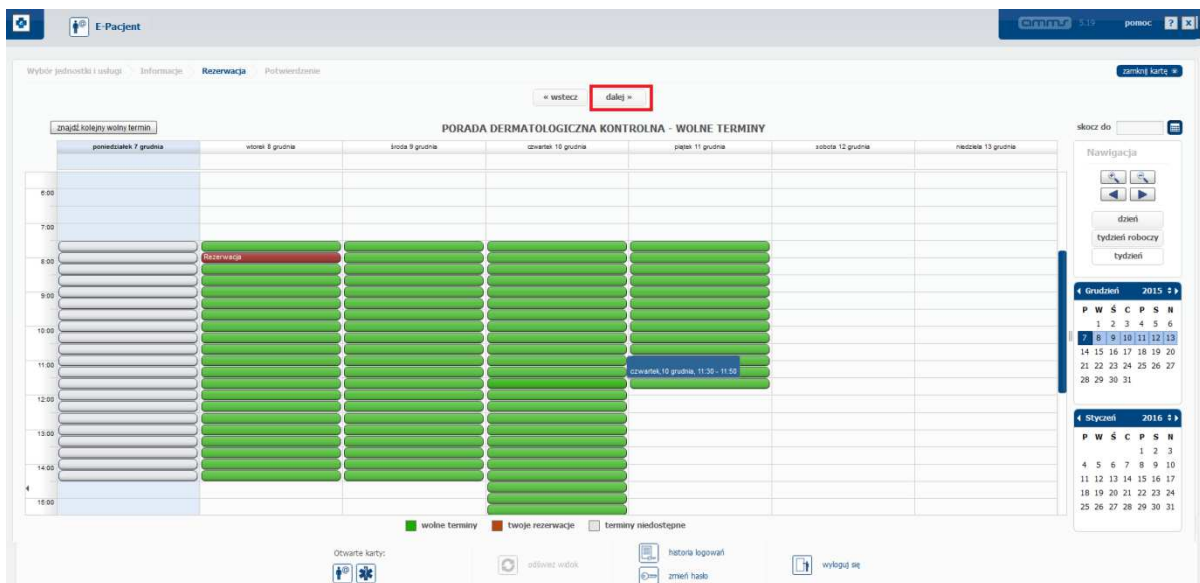 E-Pacjent
amms 5.19 pomoc ? x
Wybór jednostki i usługi Informacje Rezerwacja Potwierdzenie
zamknij kartę
« wstecz dalej »
znajdź kolejny wolny termin
PORADA DERMATOLOGICZNA KONTROLNA - WOLNE TERMINY
skocz do
poniedziałek 7 grudnia wtorek 8 grudnia środa 9 grudnia czwartek 10 grudnia piątek 11 grudnia sobota 12 grudnia niedziela 13 grudnia
Nawigacja
6:00
7:00
8:00
9:00
10:00
11:00
12:00
13:00
14:00
15:00
Rezerwacja
czwartek,10 grudnia, 11:30 - 11:50
dzień
tydzień roboczy
tydzień
Grudzień 2015
P W Ś C P S N
1 2 3 4 5 6
7 8 9 10 11 12 13
14 15 16 17 18 19 20
21 22 23 24 25 26 27
28 29 30 31
Styczeń 2016
P W Ś C P S N
1 2 3
4 5 6 7 8 9 10
11 12 13 14 15 16 17
18 19 20 21 22 23 24
25 26 27 28 29 30 31
wolne terminy twoje rezerwacje terminy niedostępne
Otwarte karty:
odśwież widok
historia logowań
zmień hasło
wyloguj się